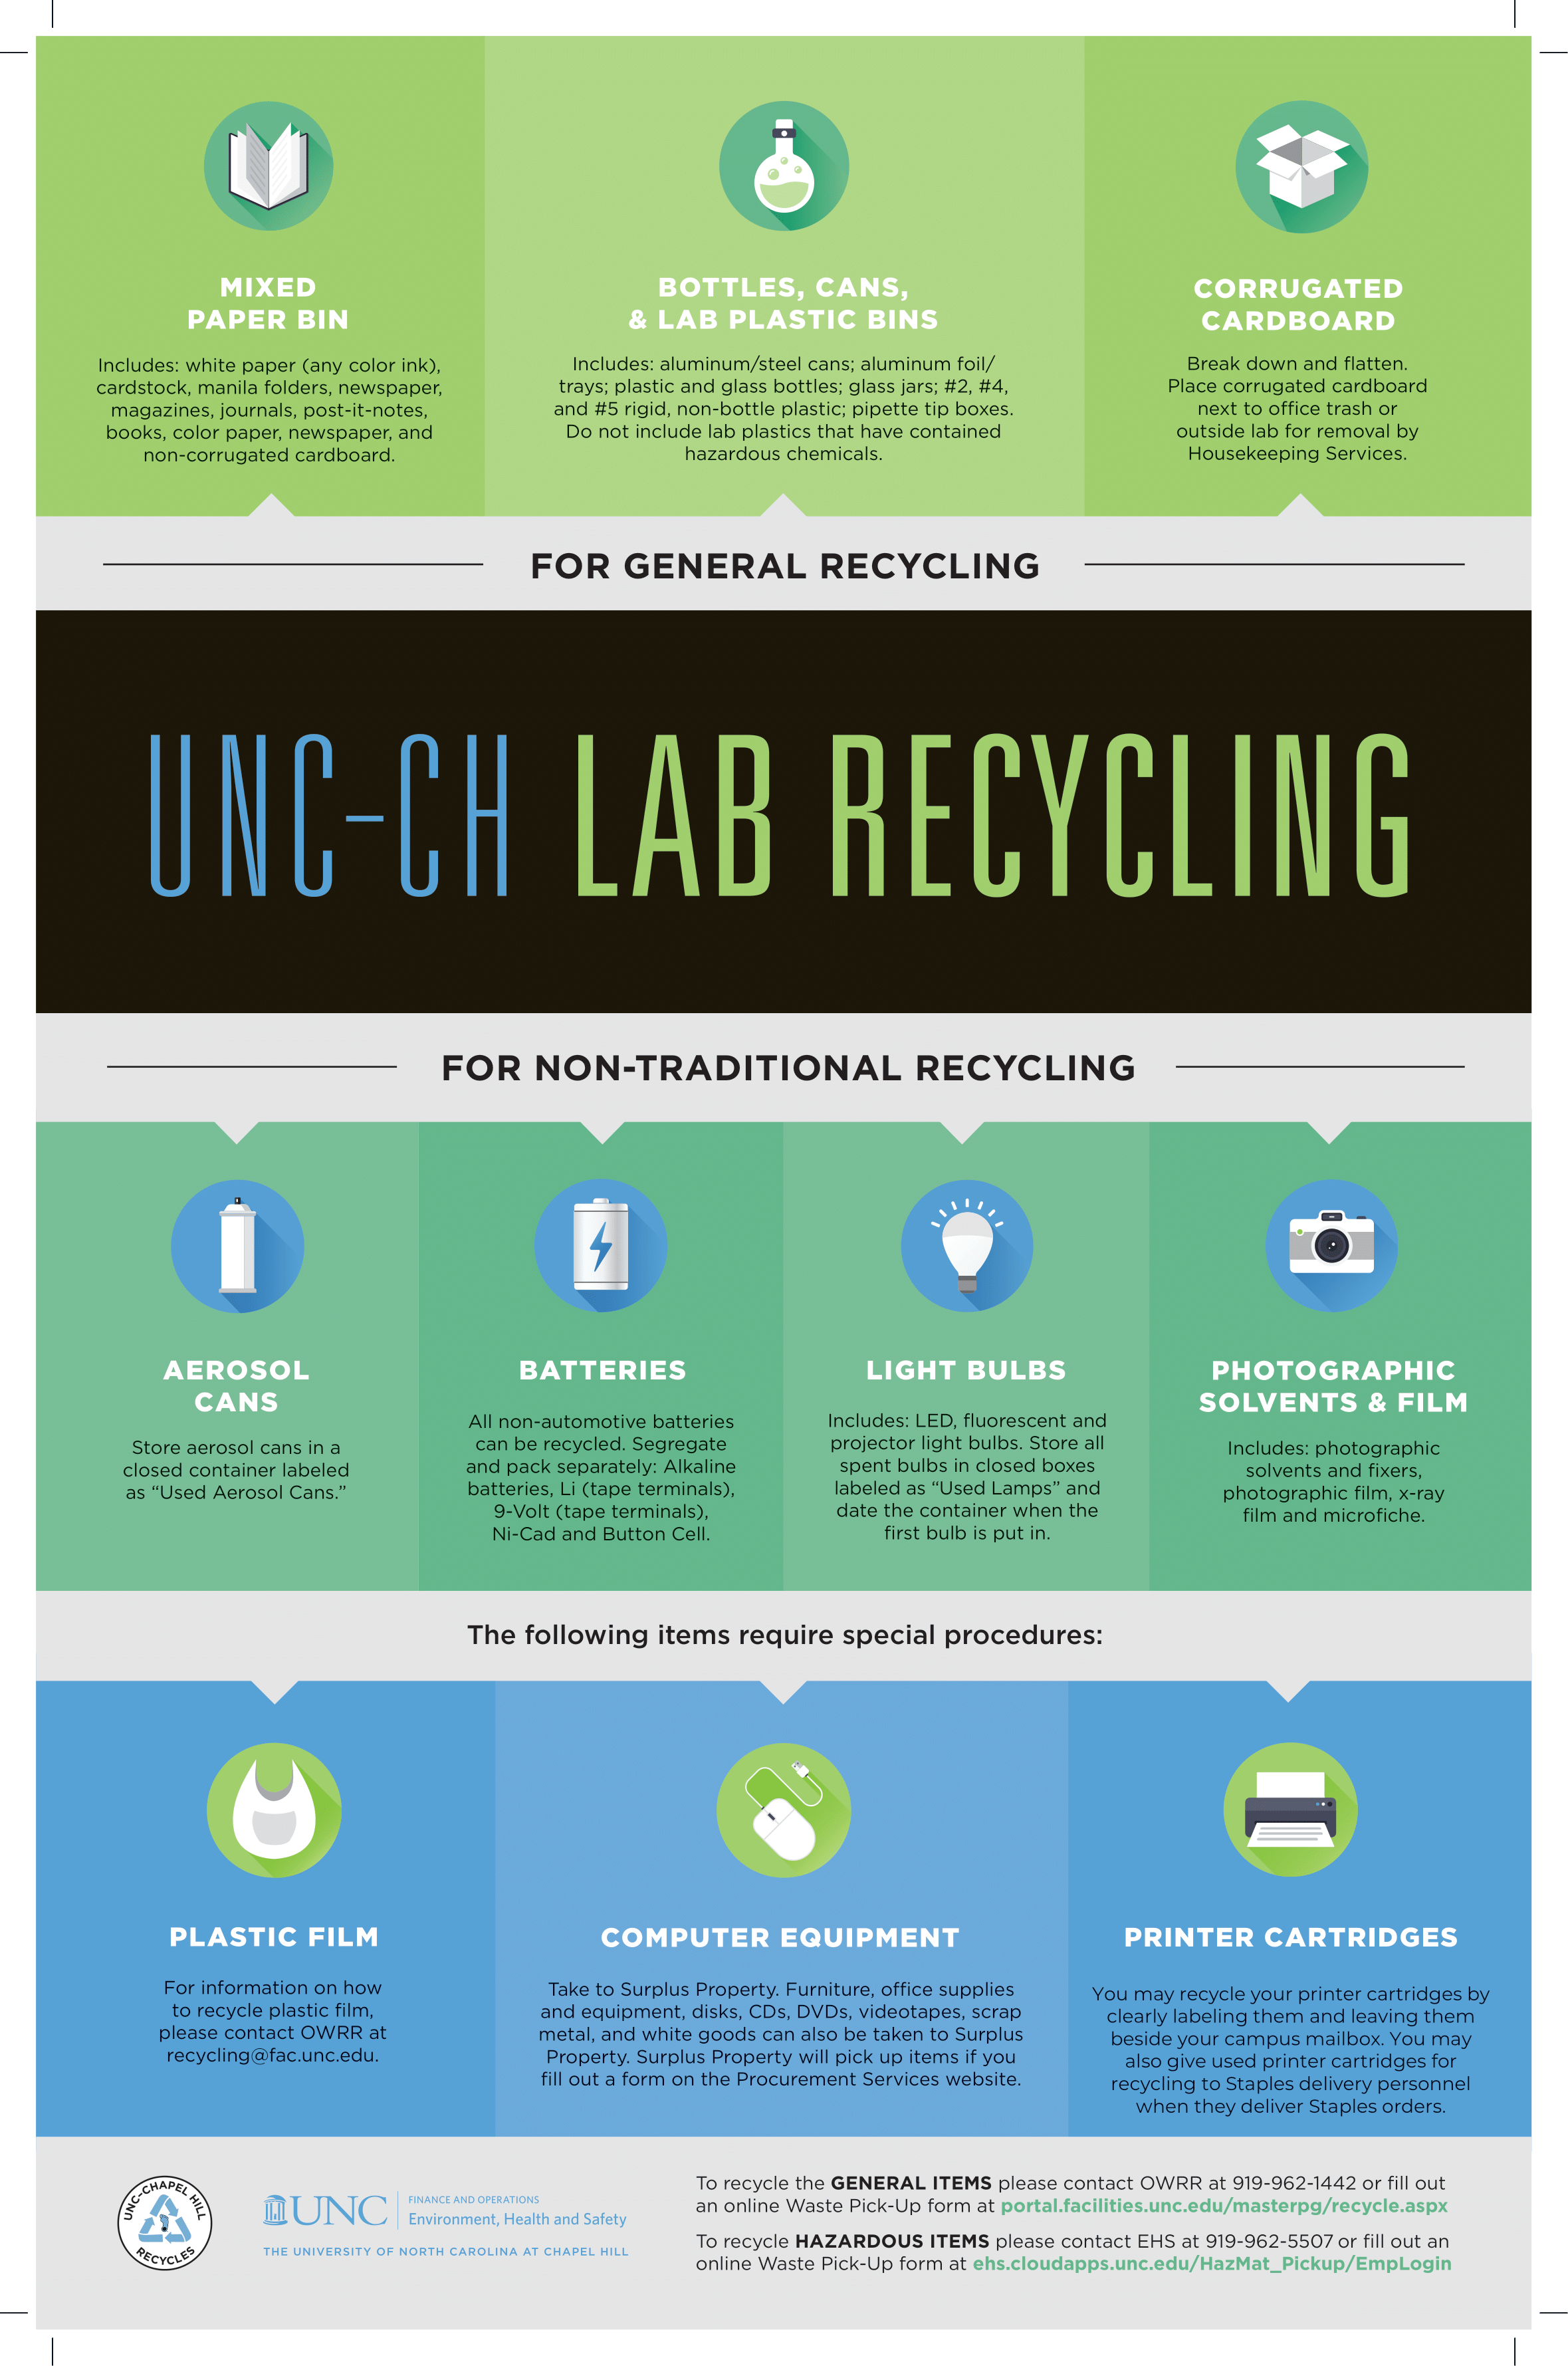 MIXED
PAPER BIN
Includes: white paper (any color ink),
cardstock, manila folders, newspaper,
magazines, journals, post-it-notes,
books, color paper, newspaper, and
non-corrugated cardboard.
BOTTLES, CANS,
& LAB PLASTIC BINS
Includes: aluminum/steel cans; aluminum foil/
trays; plastic and glass bottles; glass jars; #2, #4,
and #5 rigid, non-bottle plastic; pipette tip boxes.
Do not include lab plastics that have contained
hazardous chemicals.
CORRUGATED
CARDBOARD
Break down and flatten.
Place corrugated cardboard
next to office trash or
outside lab for removal by
Housekeeping Services.
FOR GENERAL RECYCLING
UNC-CH LAB RECYCLING
FOR NON-TRADITIONAL RECYCLING
AEROSOL
CANS
Store aerosol cans in a
closed container labeled
as “Used Aerosol Cans.”
BATTERIES
All non-automotive batteries
can be recycled. Segregate
and pack separately: Alkaline
batteries, Li (tape terminals),
9-Volt (tape terminals),
Ni-Cad and Button Cell.
LIGHT BULBS
Includes: LED, fluorescent and
projector light bulbs. Store all
spent bulbs in closed boxes
labeled as “Used Lamps” and
date the container when the
first bulb is put in.
PHOTOGRAPHIC
SOLVENTS & FILM
Includes: photographic
solvents and fixers,
photographic film, x-ray
film and microfiche.
The following items require special procedures:
PLASTIC FILM
For information on how
to recycle plastic film,
please contact OWRR at
recycling@fac.unc.edu.
COMPUTER EQUIPMENT
Take to Surplus Property. Furniture, office supplies
and equipment, disks, CDs, DVDs, videotapes, scrap
metal, and white goods can also be taken to Surplus
Property. Surplus Property will pick up items if you
fill out a form on the Procurement Services website.
PRINTER CARTRIDGES
You may recycle your printer cartridges by
clearly labeling them and leaving them
beside your campus mailbox. You may
also give used printer cartridges for
recycling to Staples delivery personnel
when they deliver Staples orders.
UNC-CHAPEL HILL
RECYCLES
UNC
FINANCE AND OPERATIONS
Environment, Health and Safety
THE UNIVERSITY OF NORTH CAROLINA AT CHAPEL HILL
To recycle the GENERAL ITEMS please contact OWRR at 919-962-1442 or fill out
an online Waste Pick-Up form at portal.facilities.unc.edu/masterpg/recycle.aspx
To recycle HAZARDOUS ITEMS please contact EHS at 919-962-5507 or fill out an
online Waste Pick-Up form at ehs.cloudapps.unc.edu/HazMat_Pickup/EmpLogin